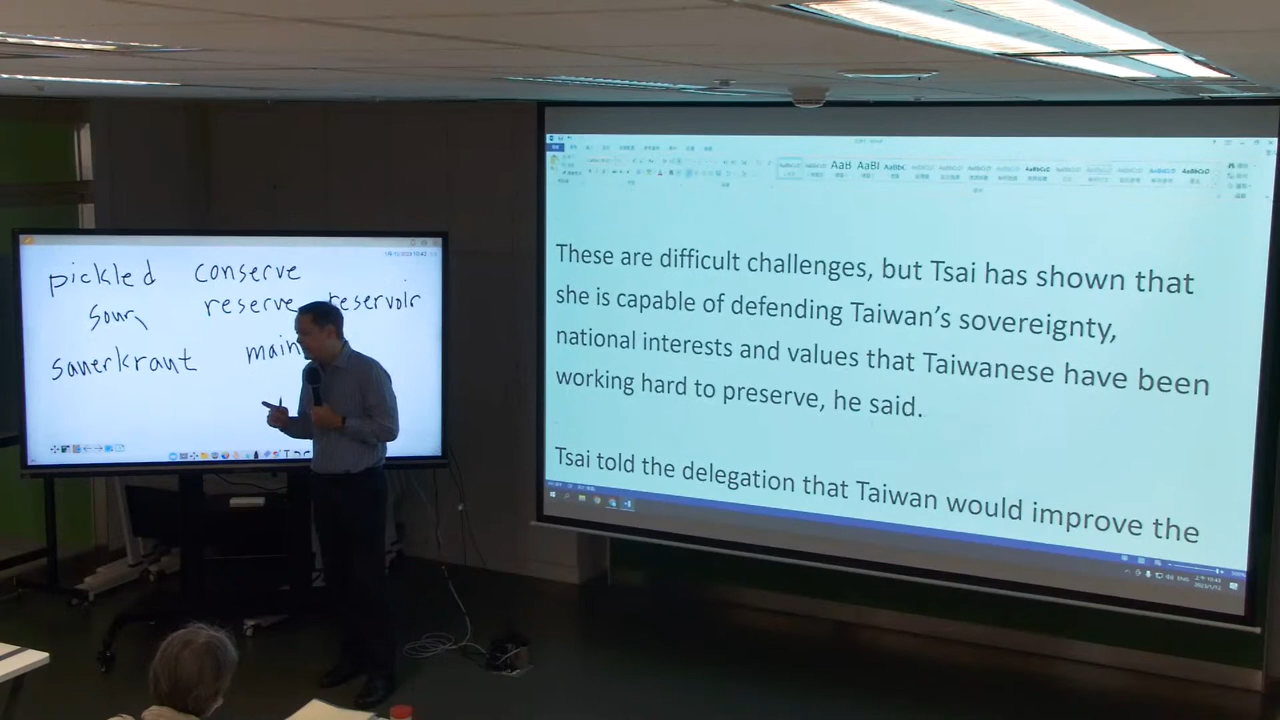 pickled conserve
sour reserve reservoir
sauerkraut main
These are difficult challenges, but Tsai has shown that
she is capable of defending Taiwan's sovereignty,
national interests and values that Taiwanese have been
working hard to preserve, he said.
Tsai told the delegation that Taiwan would improve the